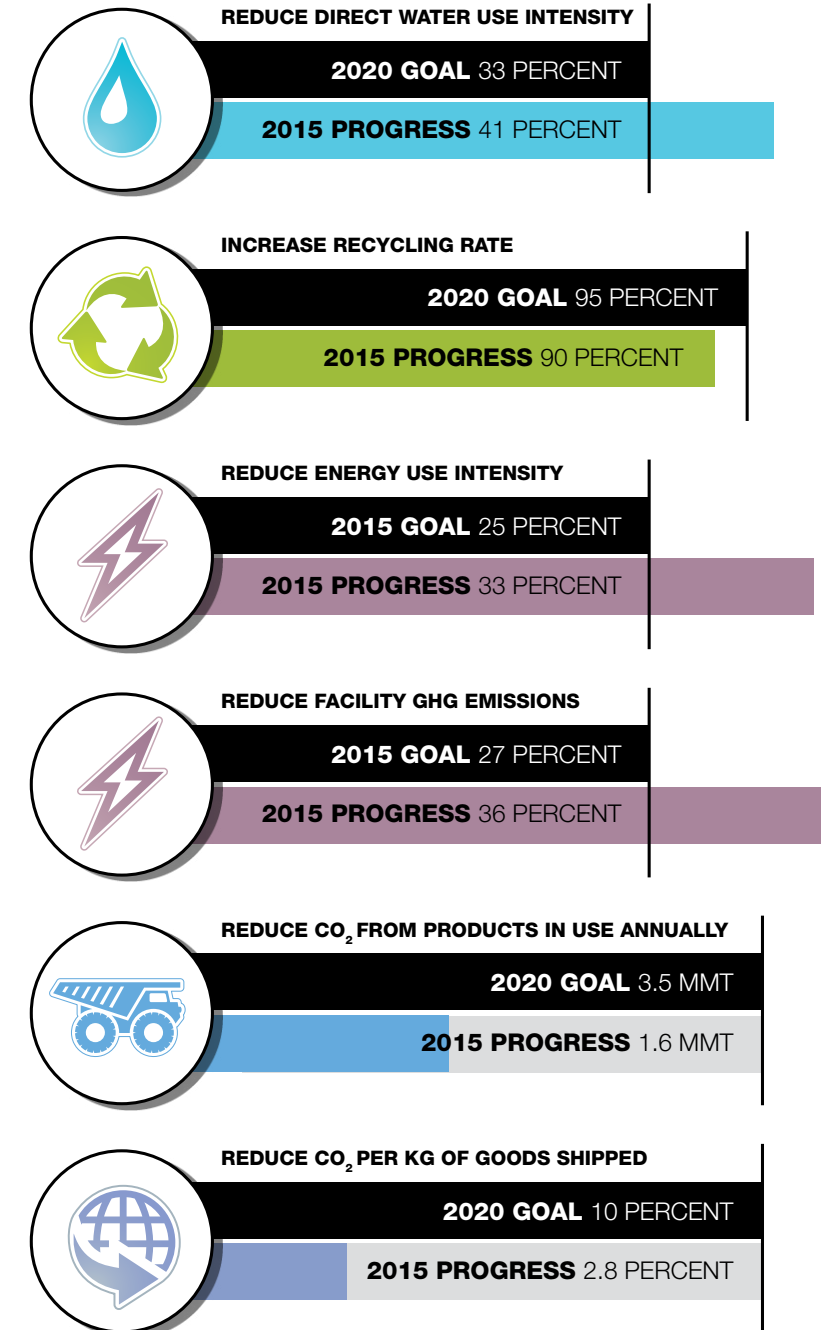 REDUCE DIRECT WATER USE INTENSITY
2020 GOAL 33 PERCENT
2015 PROGRESS 41 PERCENT
INCREASE RECYCLING RATE
2020 GOAL 95 PERCENT
2015 PROGRESS 90 PERCENT
REDUCE ENERGY USE INTENSITY
2015 GOAL 25 PERCENT
2015 PROGRESS 33 PERCENT
REDUCE FACILITY GHG EMISSIONS
2015 GOAL 27 PERCENT
2015 PROGRESS 36 PERCENT
REDUCE CO₂ FROM PRODUCTS IN USE ANNUALLY
2020 GOAL 3.5 MMT
2015 PROGRESS 1.6 MMT
REDUCE CO₂ PER KG OF GOODS SHIPPED
2020 GOAL 10 PERCENT
2015 PROGRESS 2.8 PERCENT